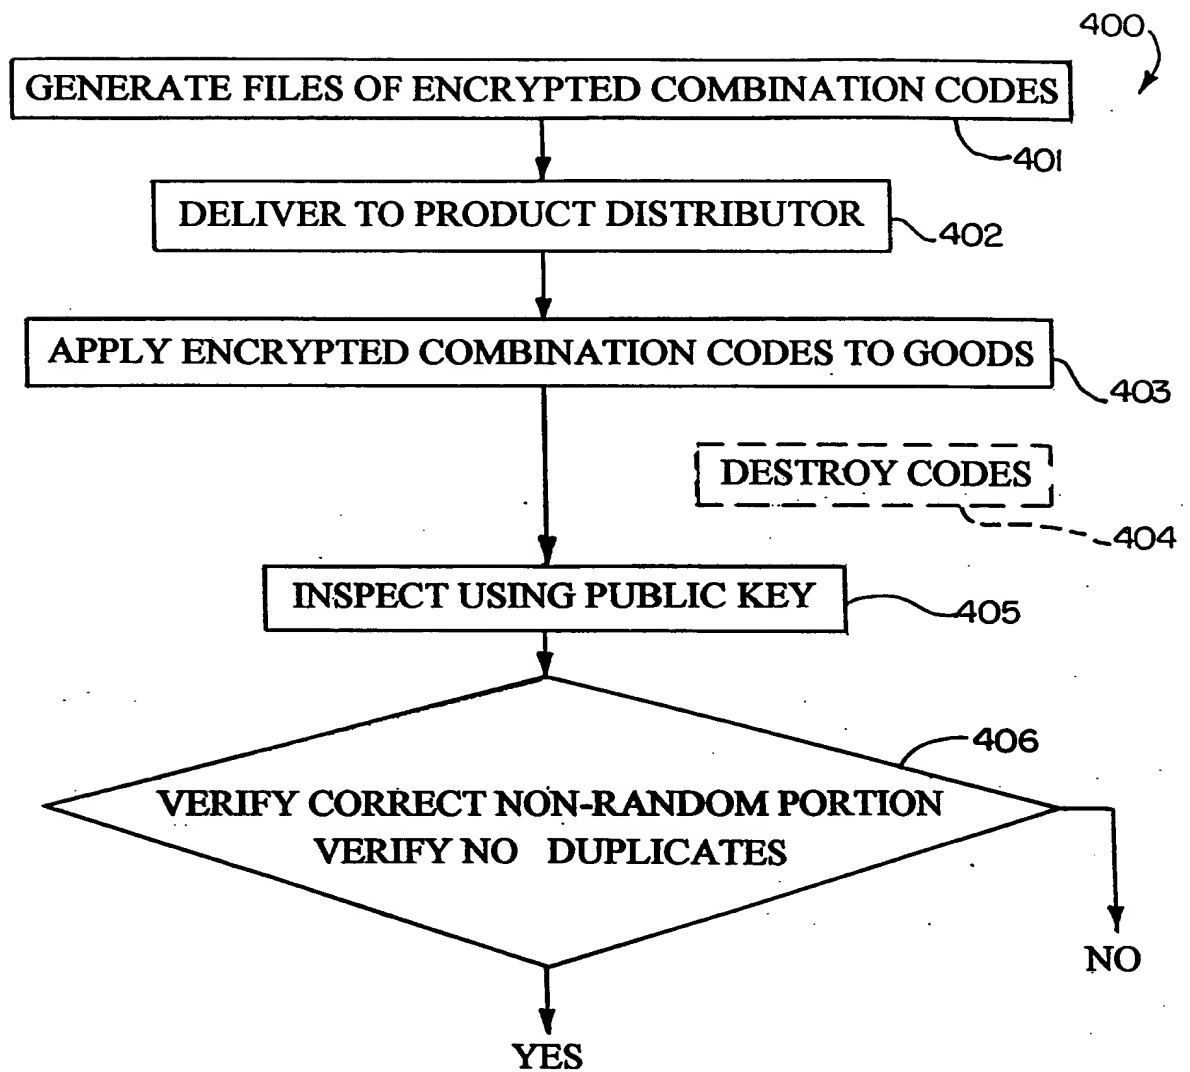 400
GENERATE FILES OF ENCRYPTED COMBINATION CODES
401
DELIVER TO PRODUCT DISTRIBUTOR
402
APPLY ENCRYPTED COMBINATION CODES TO GOODS
403
DESTROY CODES
404
INSPECT USING PUBLIC KEY
405
406
VERIFY CORRECT NON-RANDOM PORTION
VERIFY NO DUPLICATES
NO
YES